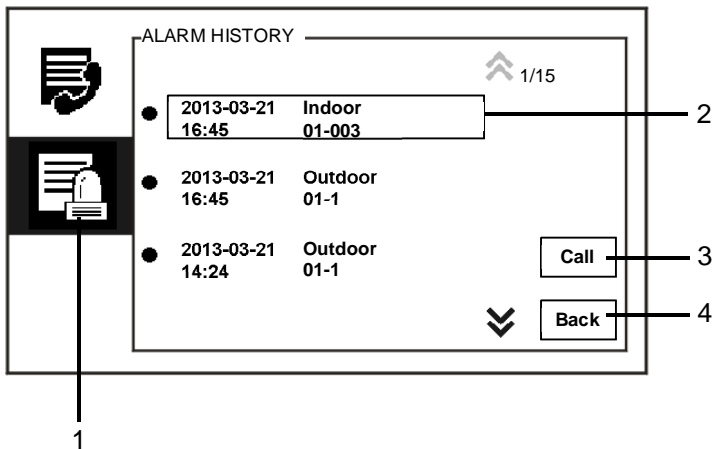 ALARM HISTORY
1/15
2013-03-21 Indoor
16:45 01-003
2
2013-03-21 Outdoor
16:45 01-1
2013-03-21 Outdoor
14:24 01-1
Call
3
Back
4
1